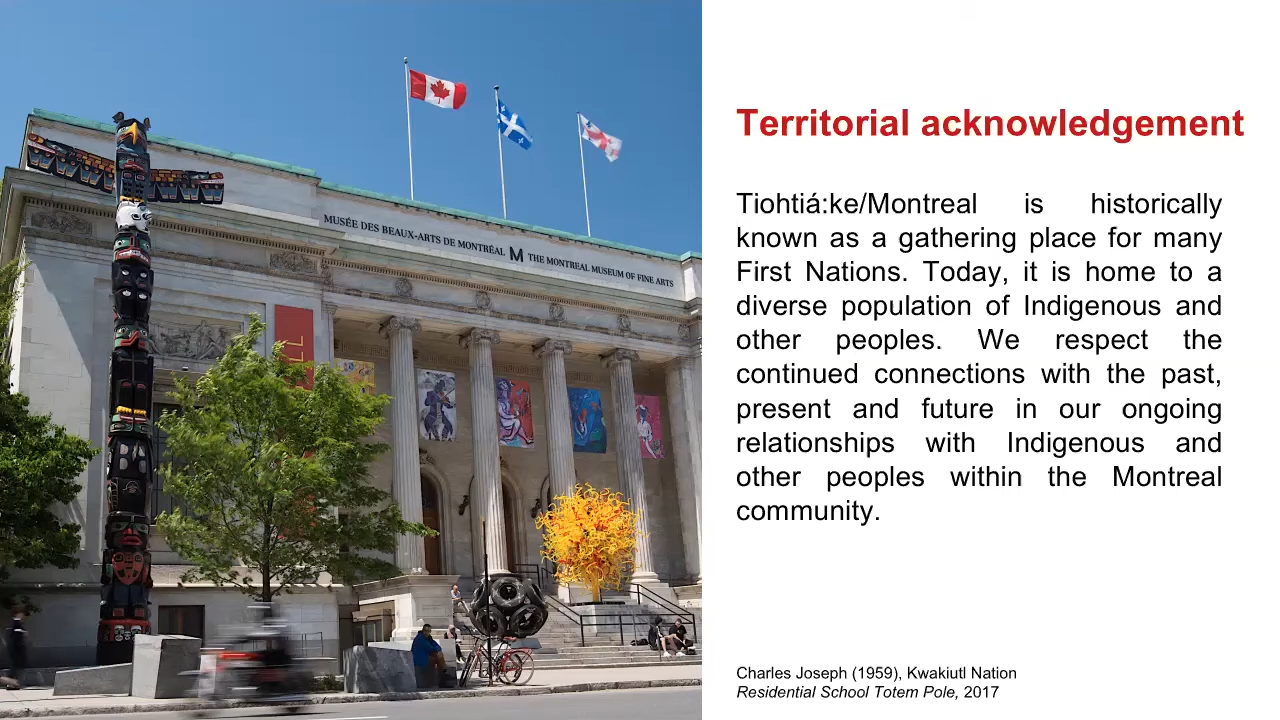 MUSÉE DES BEAUX-ARTS DE MONTRÉAL M THE MONTREAL MUSEUM OF FINE ARTS
Territorial acknowledgement
Tiohtiá:ke/Montreal is historically
known as a gathering place for many
First Nations. Today, it is home to a
diverse population of Indigenous and
other peoples. We respect the
continued connections with the past,
present and future in our ongoing
relationships with Indigenous and
other peoples within the Montreal
community.
Charles Joseph (1959), Kwakiutl Nation
Residential School Totem Pole, 2017